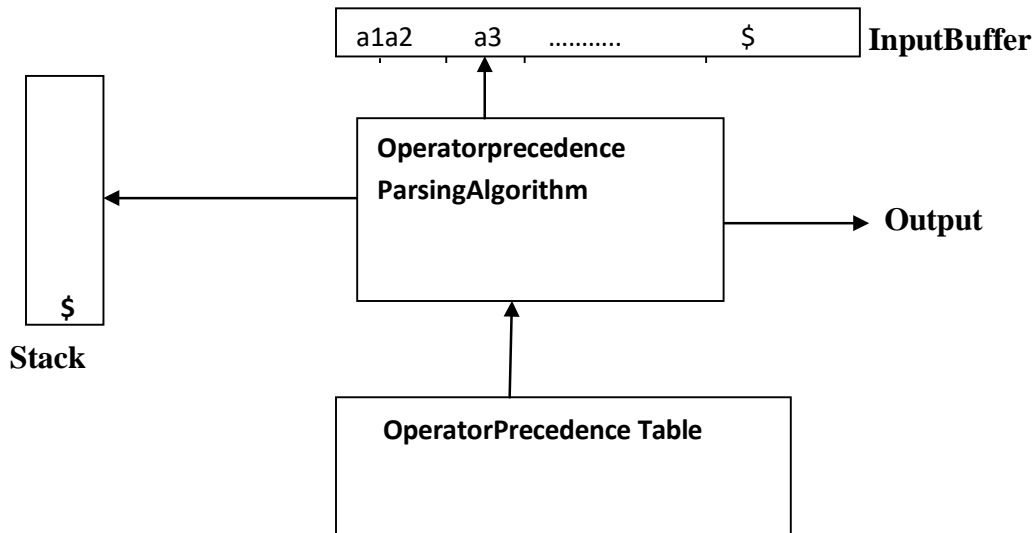 a1a2 a3 ........... $
InputBuffer
Operatorprecedence
ParsingAlgorithm
Output
$
Stack
OperatorPrecedence Table